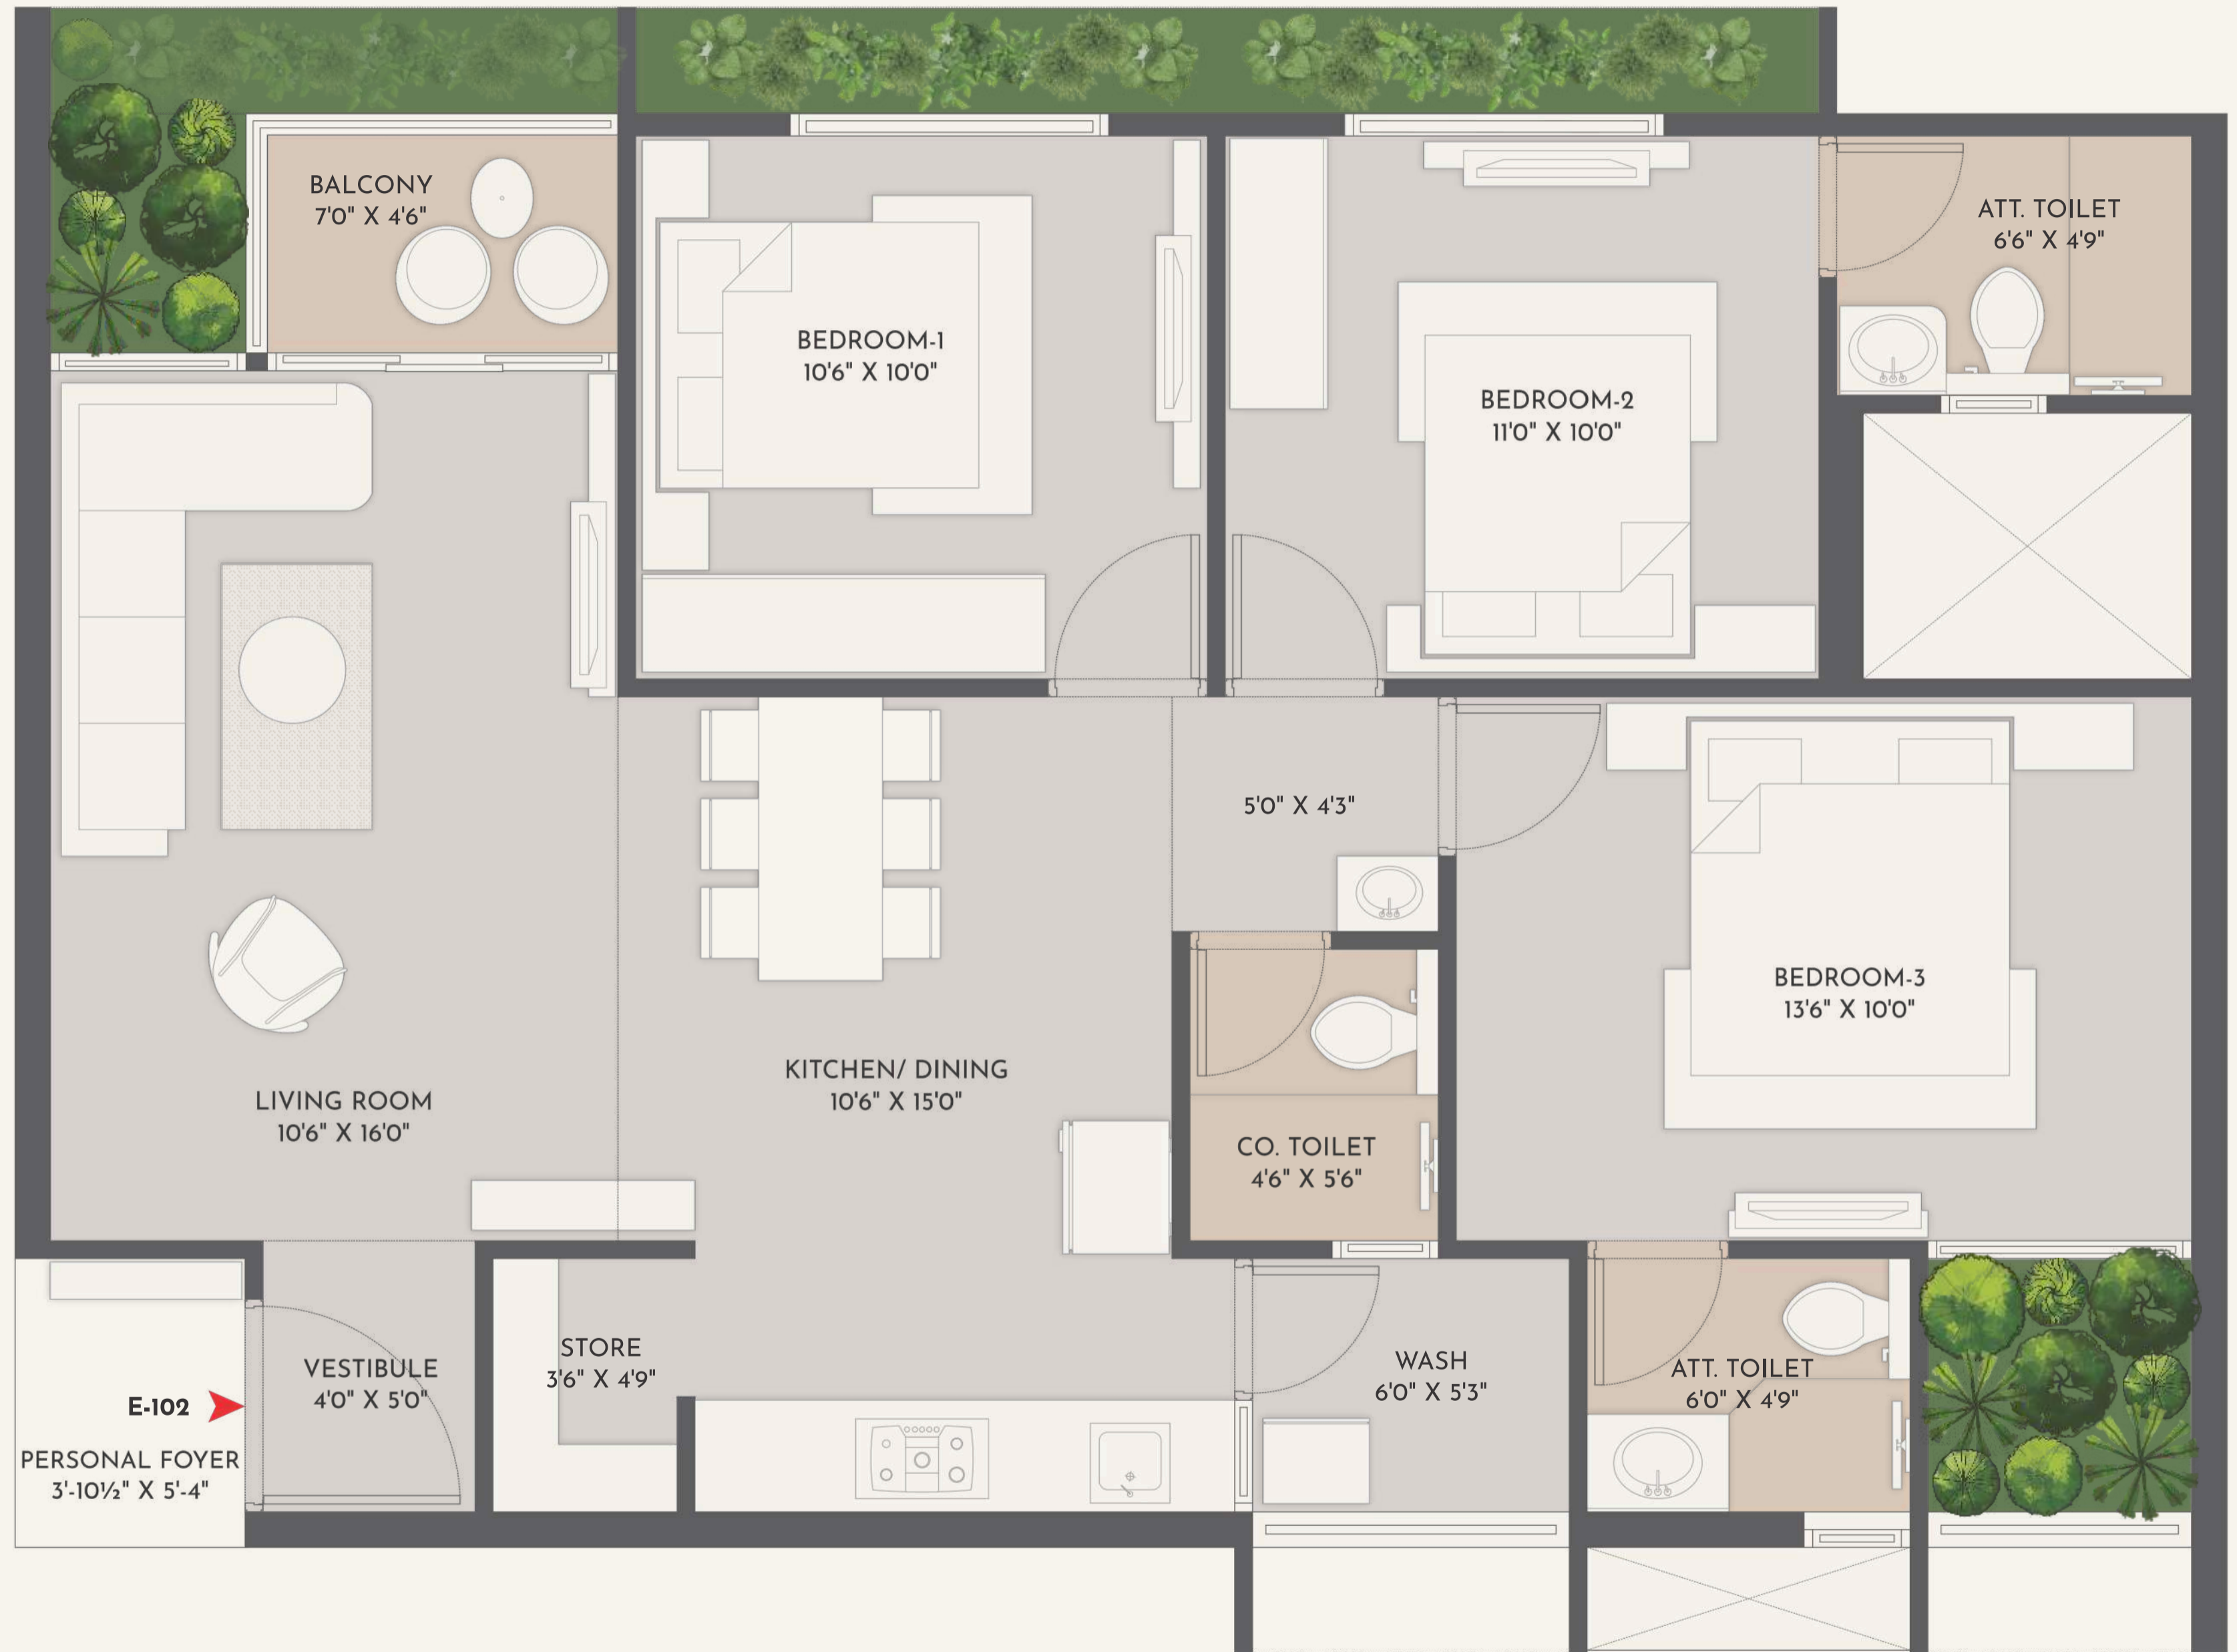 BALCONY
7'0" X 4'6"
ATT. TOILET
6'6" X 4'9"
BEDROOM-1
10'6" X 10'0"
BEDROOM-2
11'0" X 10'0"
5'0" X 4'3"
BEDROOM-3
13'6" X 10'0"
KITCHEN/ DINING
10'6" X 15'0"
LIVING ROOM
10'6" X 16'0"
CO. TOILET
4'6" X 5'6"
STORE
3'6" X 4'9"
WASH
6'0" X 5'3"
VESTIBULE
4'0" X 5'0"
ATT. TOILET
6'0" X 4'9"
E-102
PERSONAL FOYER
3'-10½" X 5'-4"